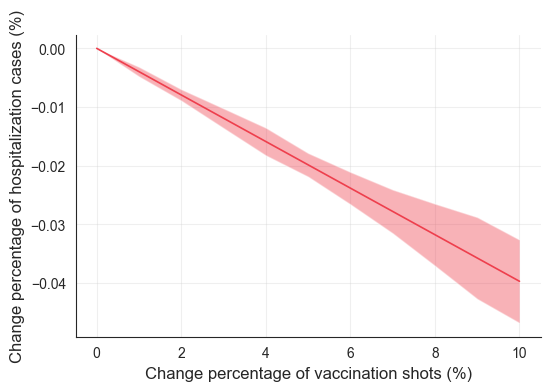 Change percentage of hospitalization cases (%)
0.00
−0.01
−0.02
−0.03
−0.04
0 2 4 6 8 10
Change percentage of vaccination shots (%)